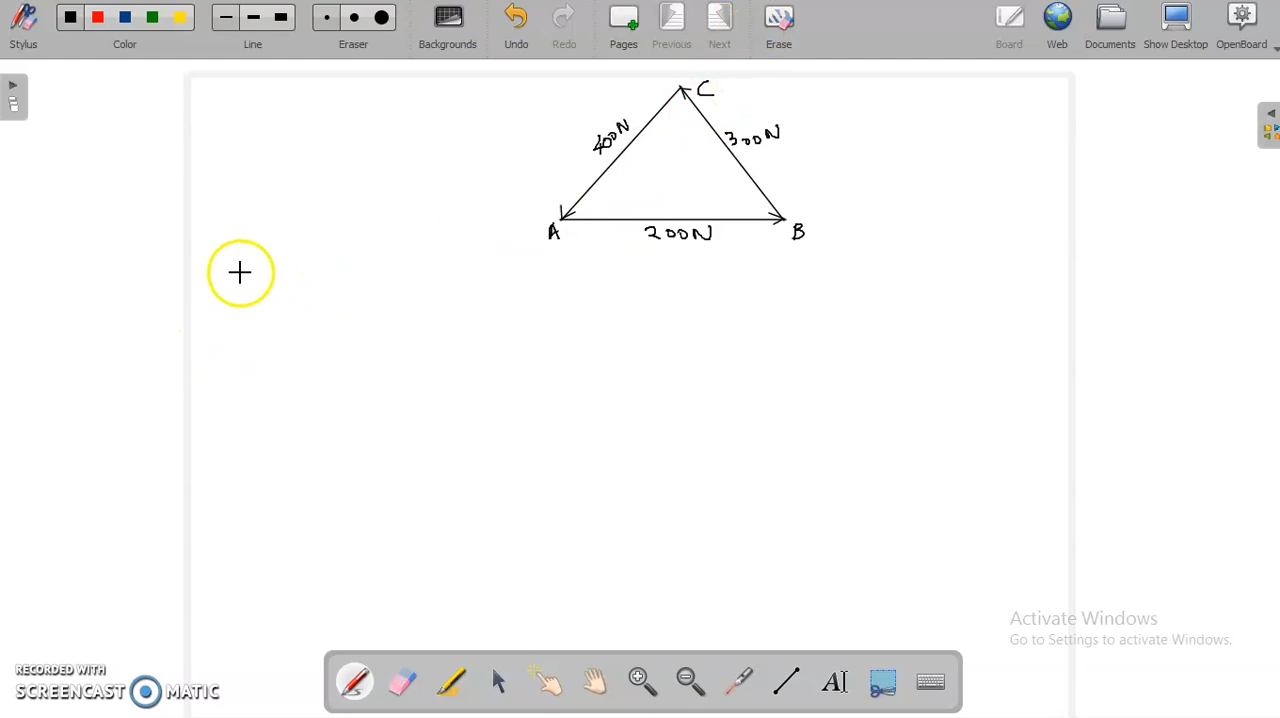 Stylus
Color
Line
Eraser
Backgrounds
Undo
Redo
Pages
Previous
Next
Erase
Board
Web
Documents
Show Desktop
OpenBoard
C
400N
300N
A
200N
B
Activate Windows
Go to Settings to activate Windows.
RECORDED WITH
SCREENCAST MATIC